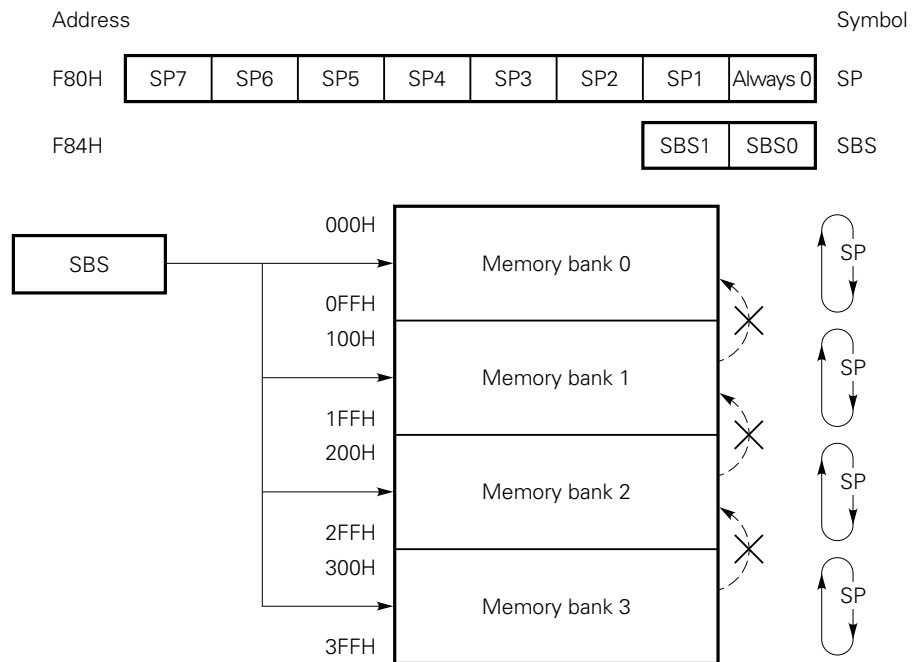 Address Symbol
F80H SP7 SP6 SP5 SP4 SP3 SP2 SP1 Always 0 SP
F84H SBS1 SBS0 SBS
000H
SBS Memory bank 0 SP
0FFH
100H
Memory bank 1 SP
1FFH
200H
Memory bank 2 SP
2FFH
300H
Memory bank 3 SP
3FFH